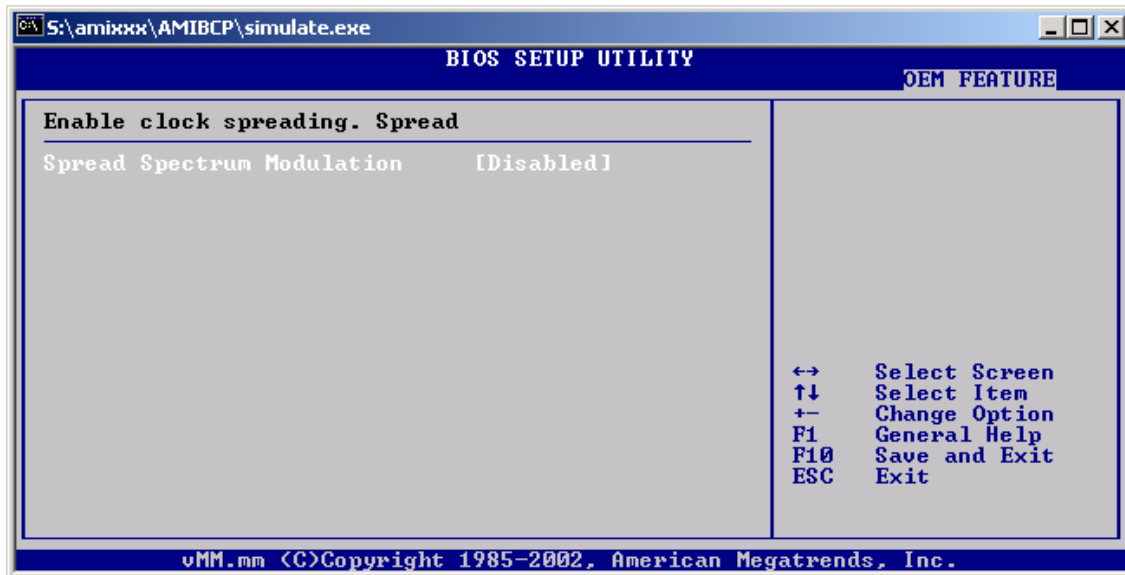 S:\amixxx\AMIBCP\simulate.exe
BIOS SETUP UTILITY
OEM FEATURE
Enable clock spreading. Spread
Spread Spectrum Modulation [Disabled]
←→ Select Screen
↑↓ Select Item
+- Change Option
F1 General Help
F10 Save and Exit
ESC Exit
vMM.mm (C)Copyright 1985-2002, American Megatrends, Inc.